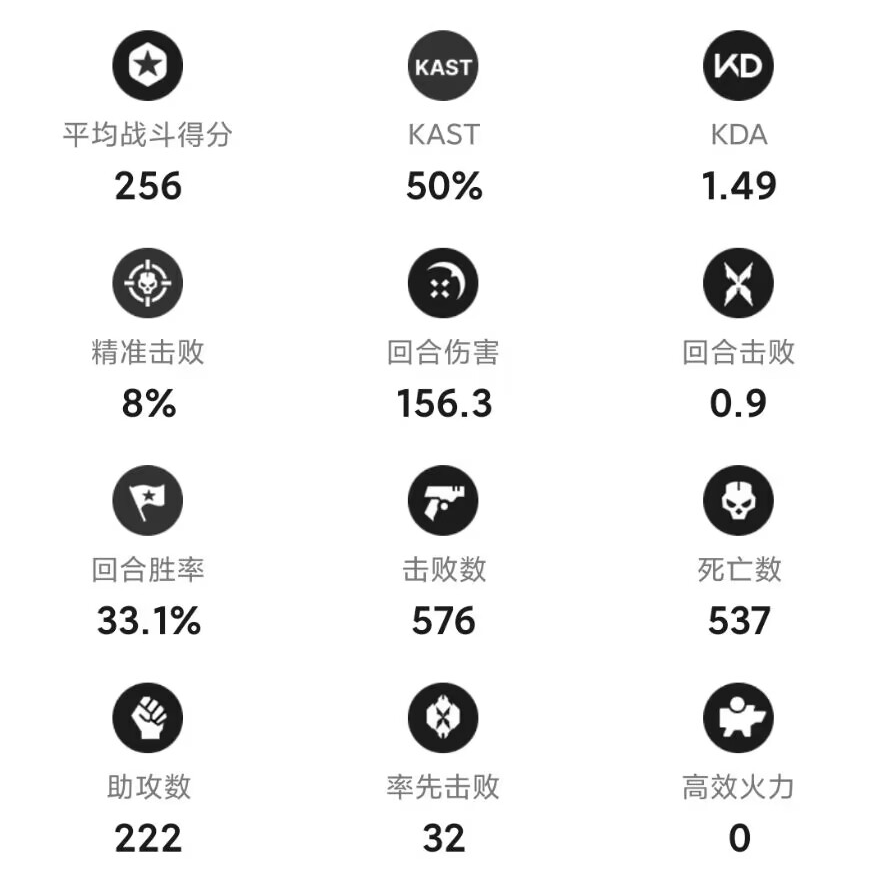 KAST
KD
平均战斗得分
KAST
KDA
256
50%
1.49
精准击败
回合伤害
回合击败
8%
156.3
0.9
回合胜率
击败数
死亡数
33.1%
576
537
助攻数
率先击败
高效火力
222
32
0